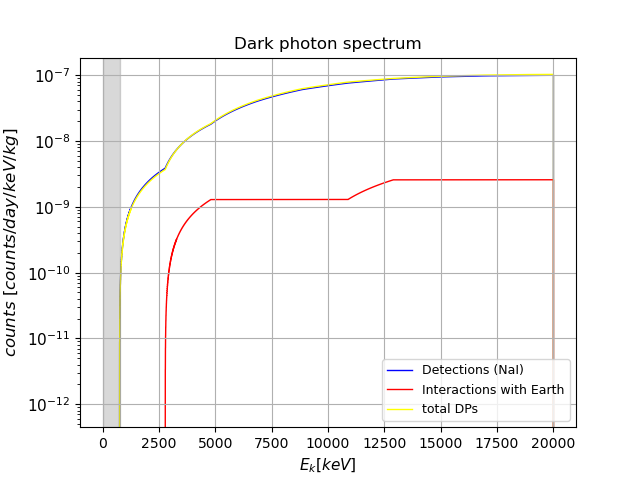 Dark photon spectrum
counts [counts/day/keV/kg]
10⁻⁷
10⁻⁸
10⁻⁹
10⁻¹⁰
10⁻¹¹
10⁻¹²
Detections (NaI)
Interactions with Earth
total DPs
0 2500 5000 7500 10000 12500 15000 17500 20000
Eₖ[keV]